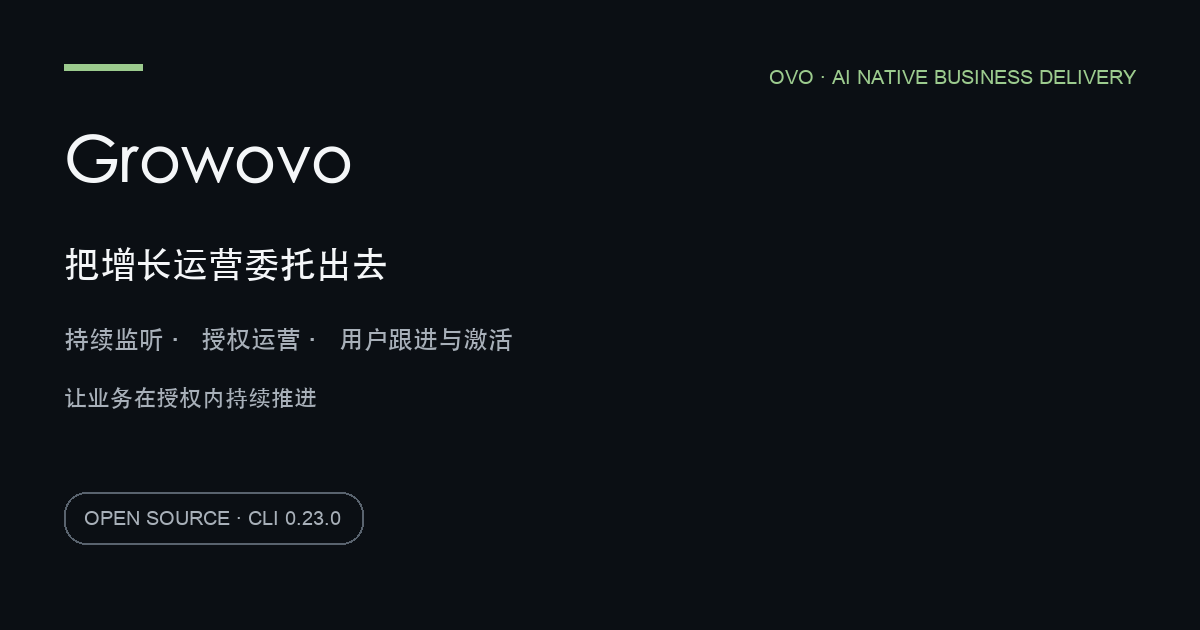 OVO · AI NATIVE BUSINESS DELIVERY
Growovo
把增长运营委托出去
持续监听 · 授权运营 · 用户跟进与激活
让业务在授权内持续推进
OPEN SOURCE · CLI 0.23.0